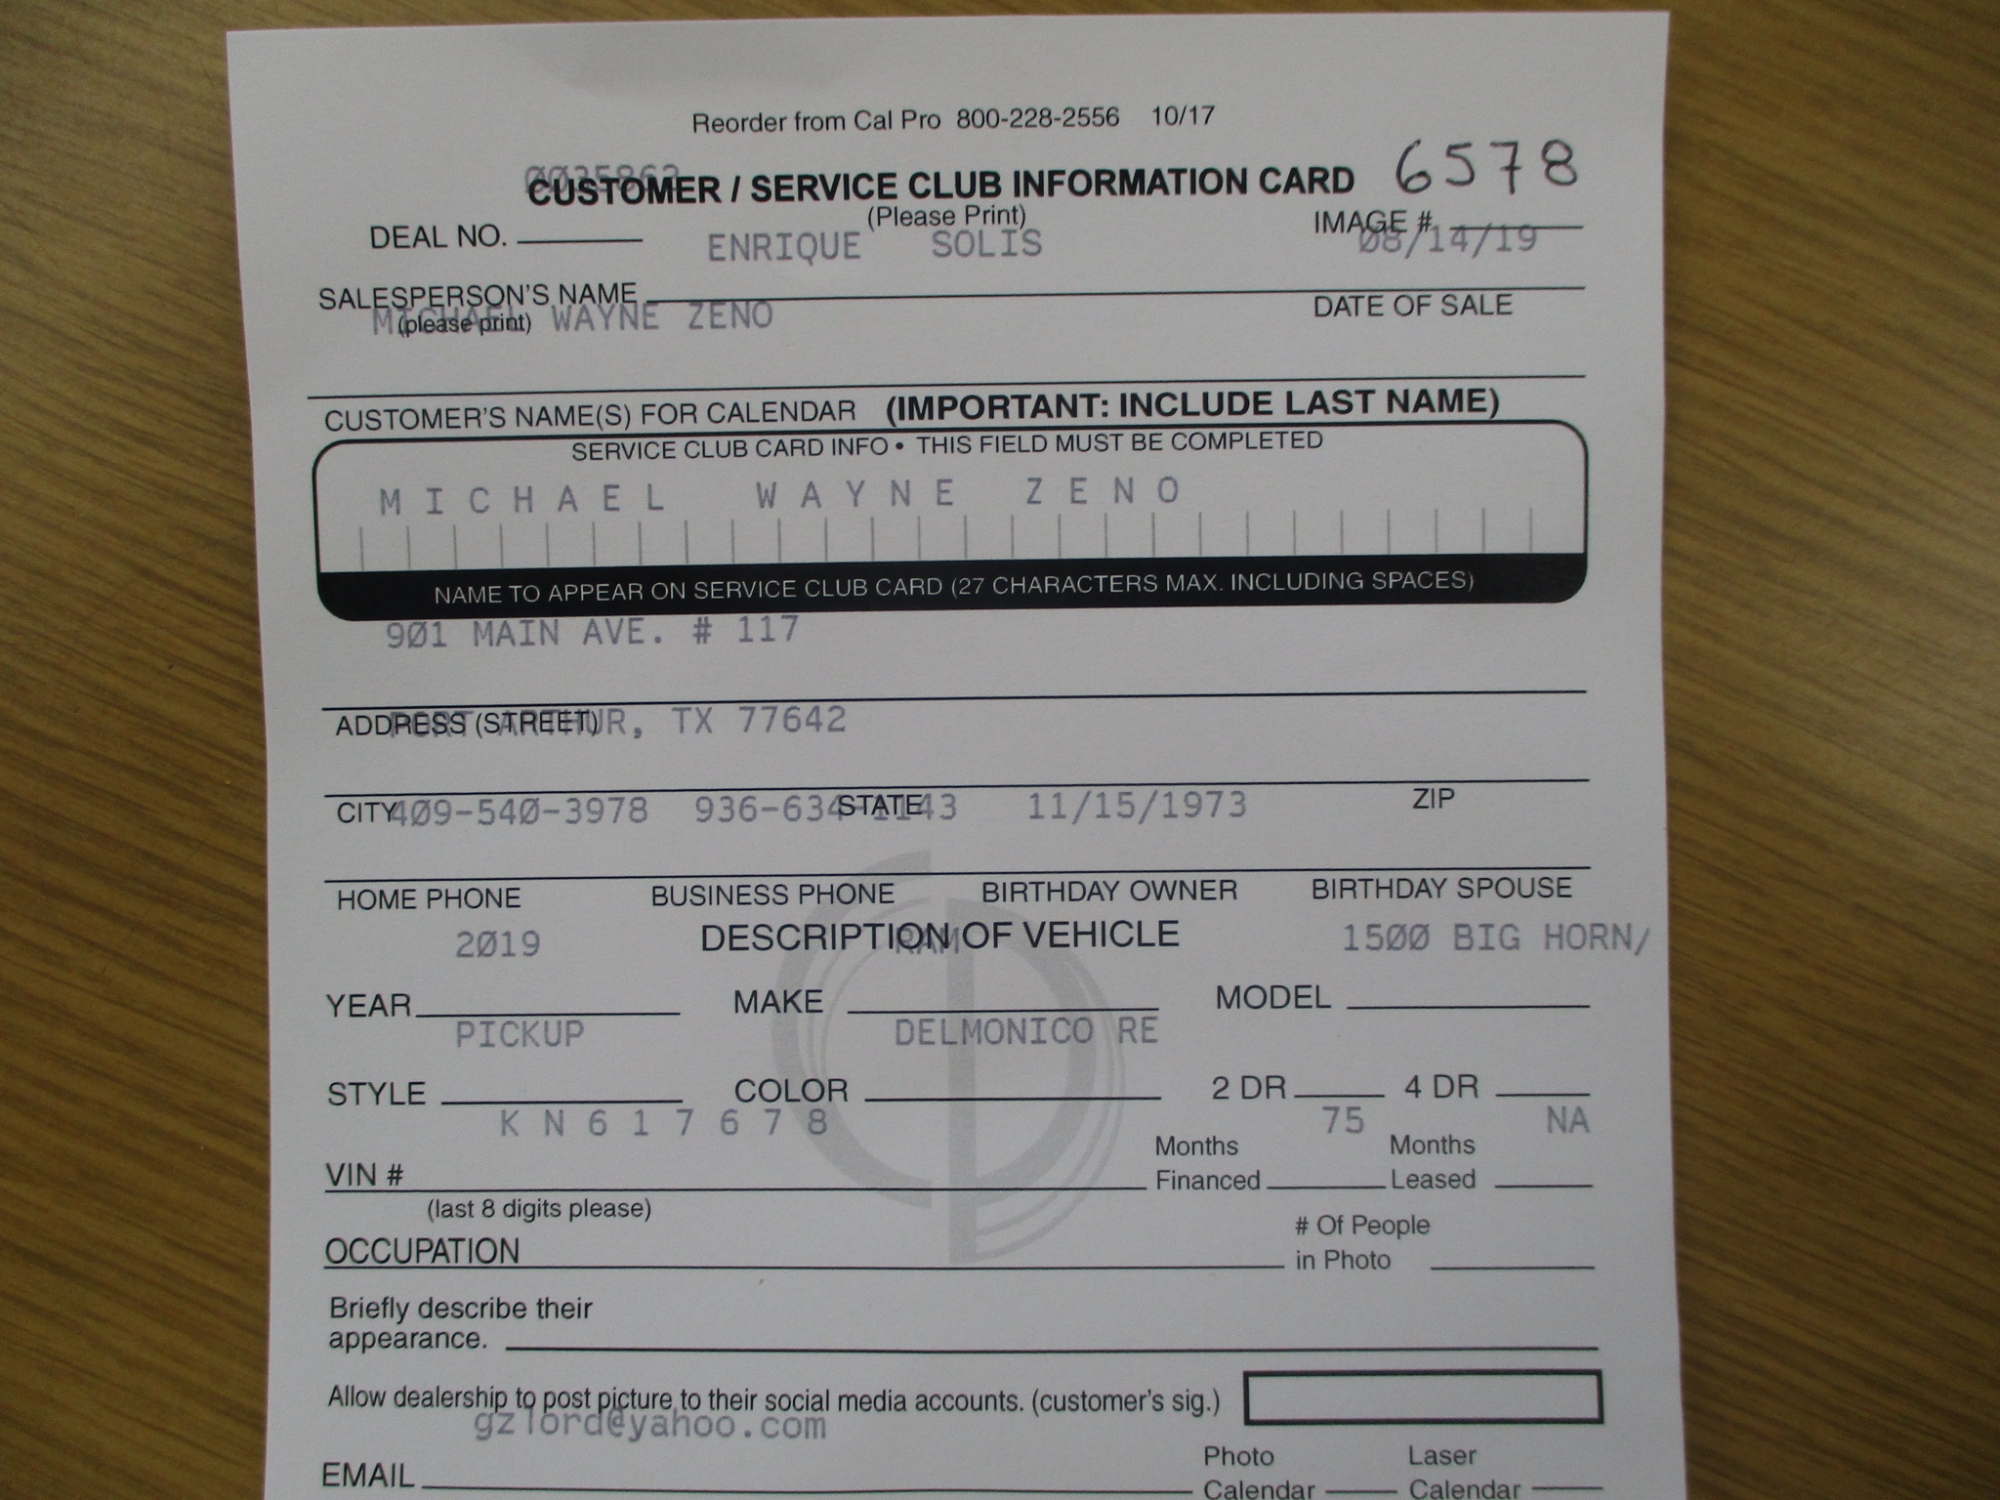 Reorder from Cal Pro 800-228-2556 10/17
6578
CUSTOMER / SERVICE CLUB INFORMATION CARD
(Please Print)
DEAL NO. IMAGE #
ENRIQUE SOLIS 08/14/19
SALESPERSON'S NAME DATE OF SALE
(please print)
MICHAEL WAYNE ZENO
CUSTOMER'S NAME(S) FOR CALENDAR (IMPORTANT: INCLUDE LAST NAME)
SERVICE CLUB CARD INFO • THIS FIELD MUST BE COMPLETED
MICHAEL WAYNE ZENO
NAME TO APPEAR ON SERVICE CLUB CARD (27 CHARACTERS MAX. INCLUDING SPACES)
901 MAIN AVE. # 117
ADDRESS (STREET)
PORT ARTHUR, TX 77642
CITY STATE ZIP
409-540-3978 936-634-1143 11/15/1973
HOME PHONE BUSINESS PHONE BIRTHDAY OWNER BIRTHDAY SPOUSE
DESCRIPTION OF VEHICLE
2019 RAM 1500 BIG HORN/
YEAR MAKE MODEL
PICKUP DELMONICO RE
STYLE COLOR 2 DR 4 DR
KN617678 75 NA
VIN # Months Financed Months Leased
(last 8 digits please)
OCCUPATION # Of People in Photo
Briefly describe their
appearance.
Allow dealership to post picture to their social media accounts. (customer's sig.)
gzlord@yahoo.com
EMAIL Photo Calendar Laser Calendar